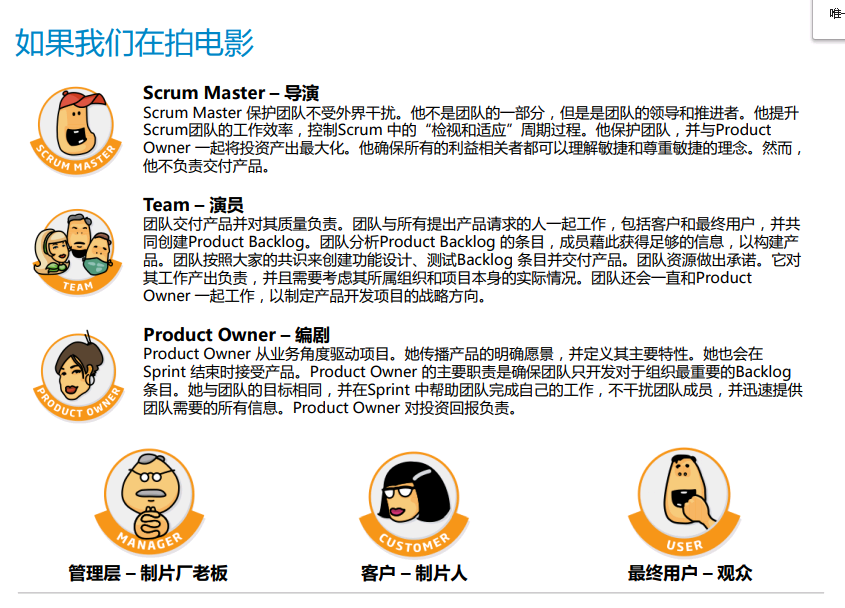 唯一
如果我们在拍电影
Scrum Master – 导演
Scrum Master 保护团队不受外界干扰。他不是团队的一部分，但是是团队的领导和推进者。他提升
Scrum团队的工作效率，控制Scrum 中的“检视和适应”周期过程。他保护团队，并与Product
Owner 一起将投资产出最大化。他确保所有的利益相关者都可以理解敏捷和尊重敏捷的理念。然而，
他不负责交付产品。
SCRUM MASTER
Team – 演员
团队交付产品并对其质量负责。团队与所有提出产品请求的人一起工作，包括客户和最终用户，并共
同创建Product Backlog。团队分析Product Backlog 的条目，成员藉此获得足够的信息，以构建产
品。团队按照大家的共识来创建功能设计、测试Backlog 条目并交付产品。团队资源做出承诺。它对
其工作产出负责，并且需要考虑其所属组织和项目本身的实际情况。团队还会一直和Product
Owner 一起工作，以制定产品开发项目的战略方向。
TEAM
Product Owner – 编剧
Product Owner 从业务角度驱动项目。她传播产品的明确愿景，并定义其主要特性。她也会在
Sprint 结束时接受产品。Product Owner 的主要职责是确保团队只开发对于组织最重要的Backlog
条目。她与团队的目标相同，并在Sprint 中帮助团队完成自己的工作，不干扰团队成员，并迅速提供
团队需要的所有信息。Product Owner 对投资回报负责。
PRODUCT OWNER
MANAGER
CUSTOMER
USER
管理层 – 制片厂老板
客户 – 制片人
最终用户 – 观众